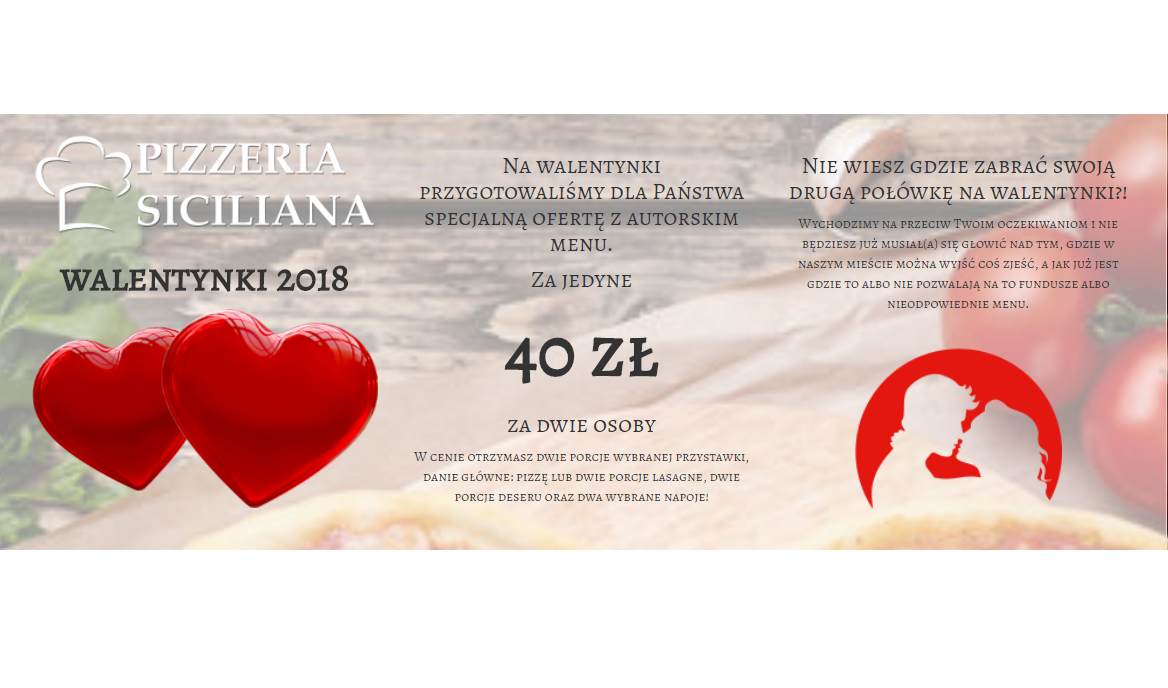 PIZZERIA
SICILIANA
WALENTYNKI 2018
Na walentynki
przygotowaliśmy dla Państwa
specjalną ofertę z autorskim
menu.
Za jedyne
40 zł
za dwie osoby
W cenie otrzymasz dwie porcje wybranej przystawki,
danie główne: pizzę lub dwie porcje lasagne, dwie
porcje deseru oraz dwa wybrane napoje!
Nie wiesz gdzie zabrać swoją
drugą połówkę na walentynki?!
Wychodzimy na przeciw Twoim oczekiwaniom i nie
będziesz już musiał(a) się głowić nad tym, gdzie w
naszym mieście można wyjść coś zjeść, a jak już jest
gdzie to albo nie pozwalają na to fundusze albo
nieodpowiednie menu.